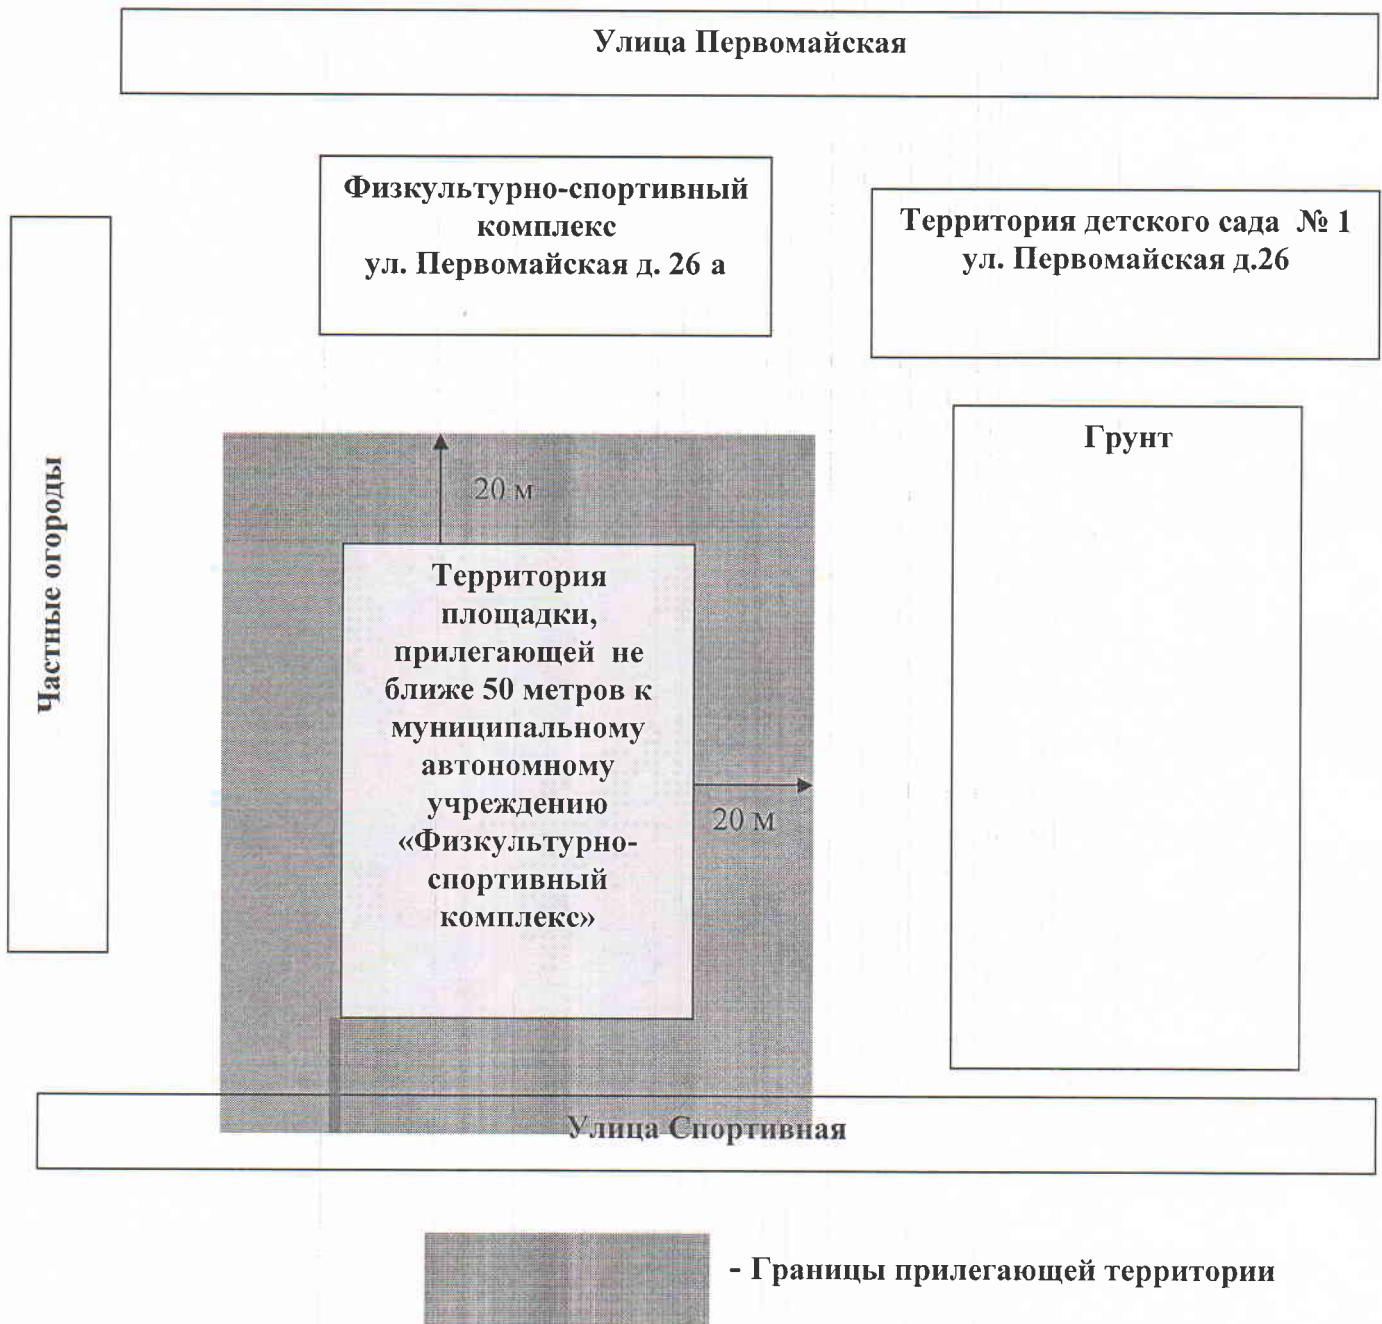 Улица Первомайская
Физкультурно-спортивный
комплекс
ул. Первомайская д. 26 а
Территория детского сада № 1
ул. Первомайская д.26
Частные огороды
Грунт
20 м
Территория
площадки,
прилегающей не
ближе 50 метров к
муниципальному
автономному
учреждению
«Физкультурно-
спортивный
комплекс»
20 м
Улица Спортивная
- Границы прилегающей территории